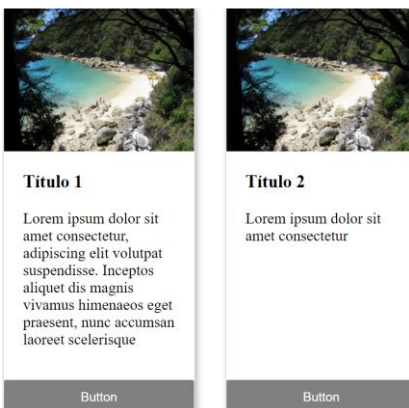 Título 1
Lorem ipsum dolor sit
amet consectetur,
adipiscing elit volutpat
suspendisse. Inceptos
aliquet dis magnis
vivamus himenaeos eget
praesent, nunc accumsan
laoreet scelerisque
Button
Título 2
Lorem ipsum dolor sit
amet consectetur
Button